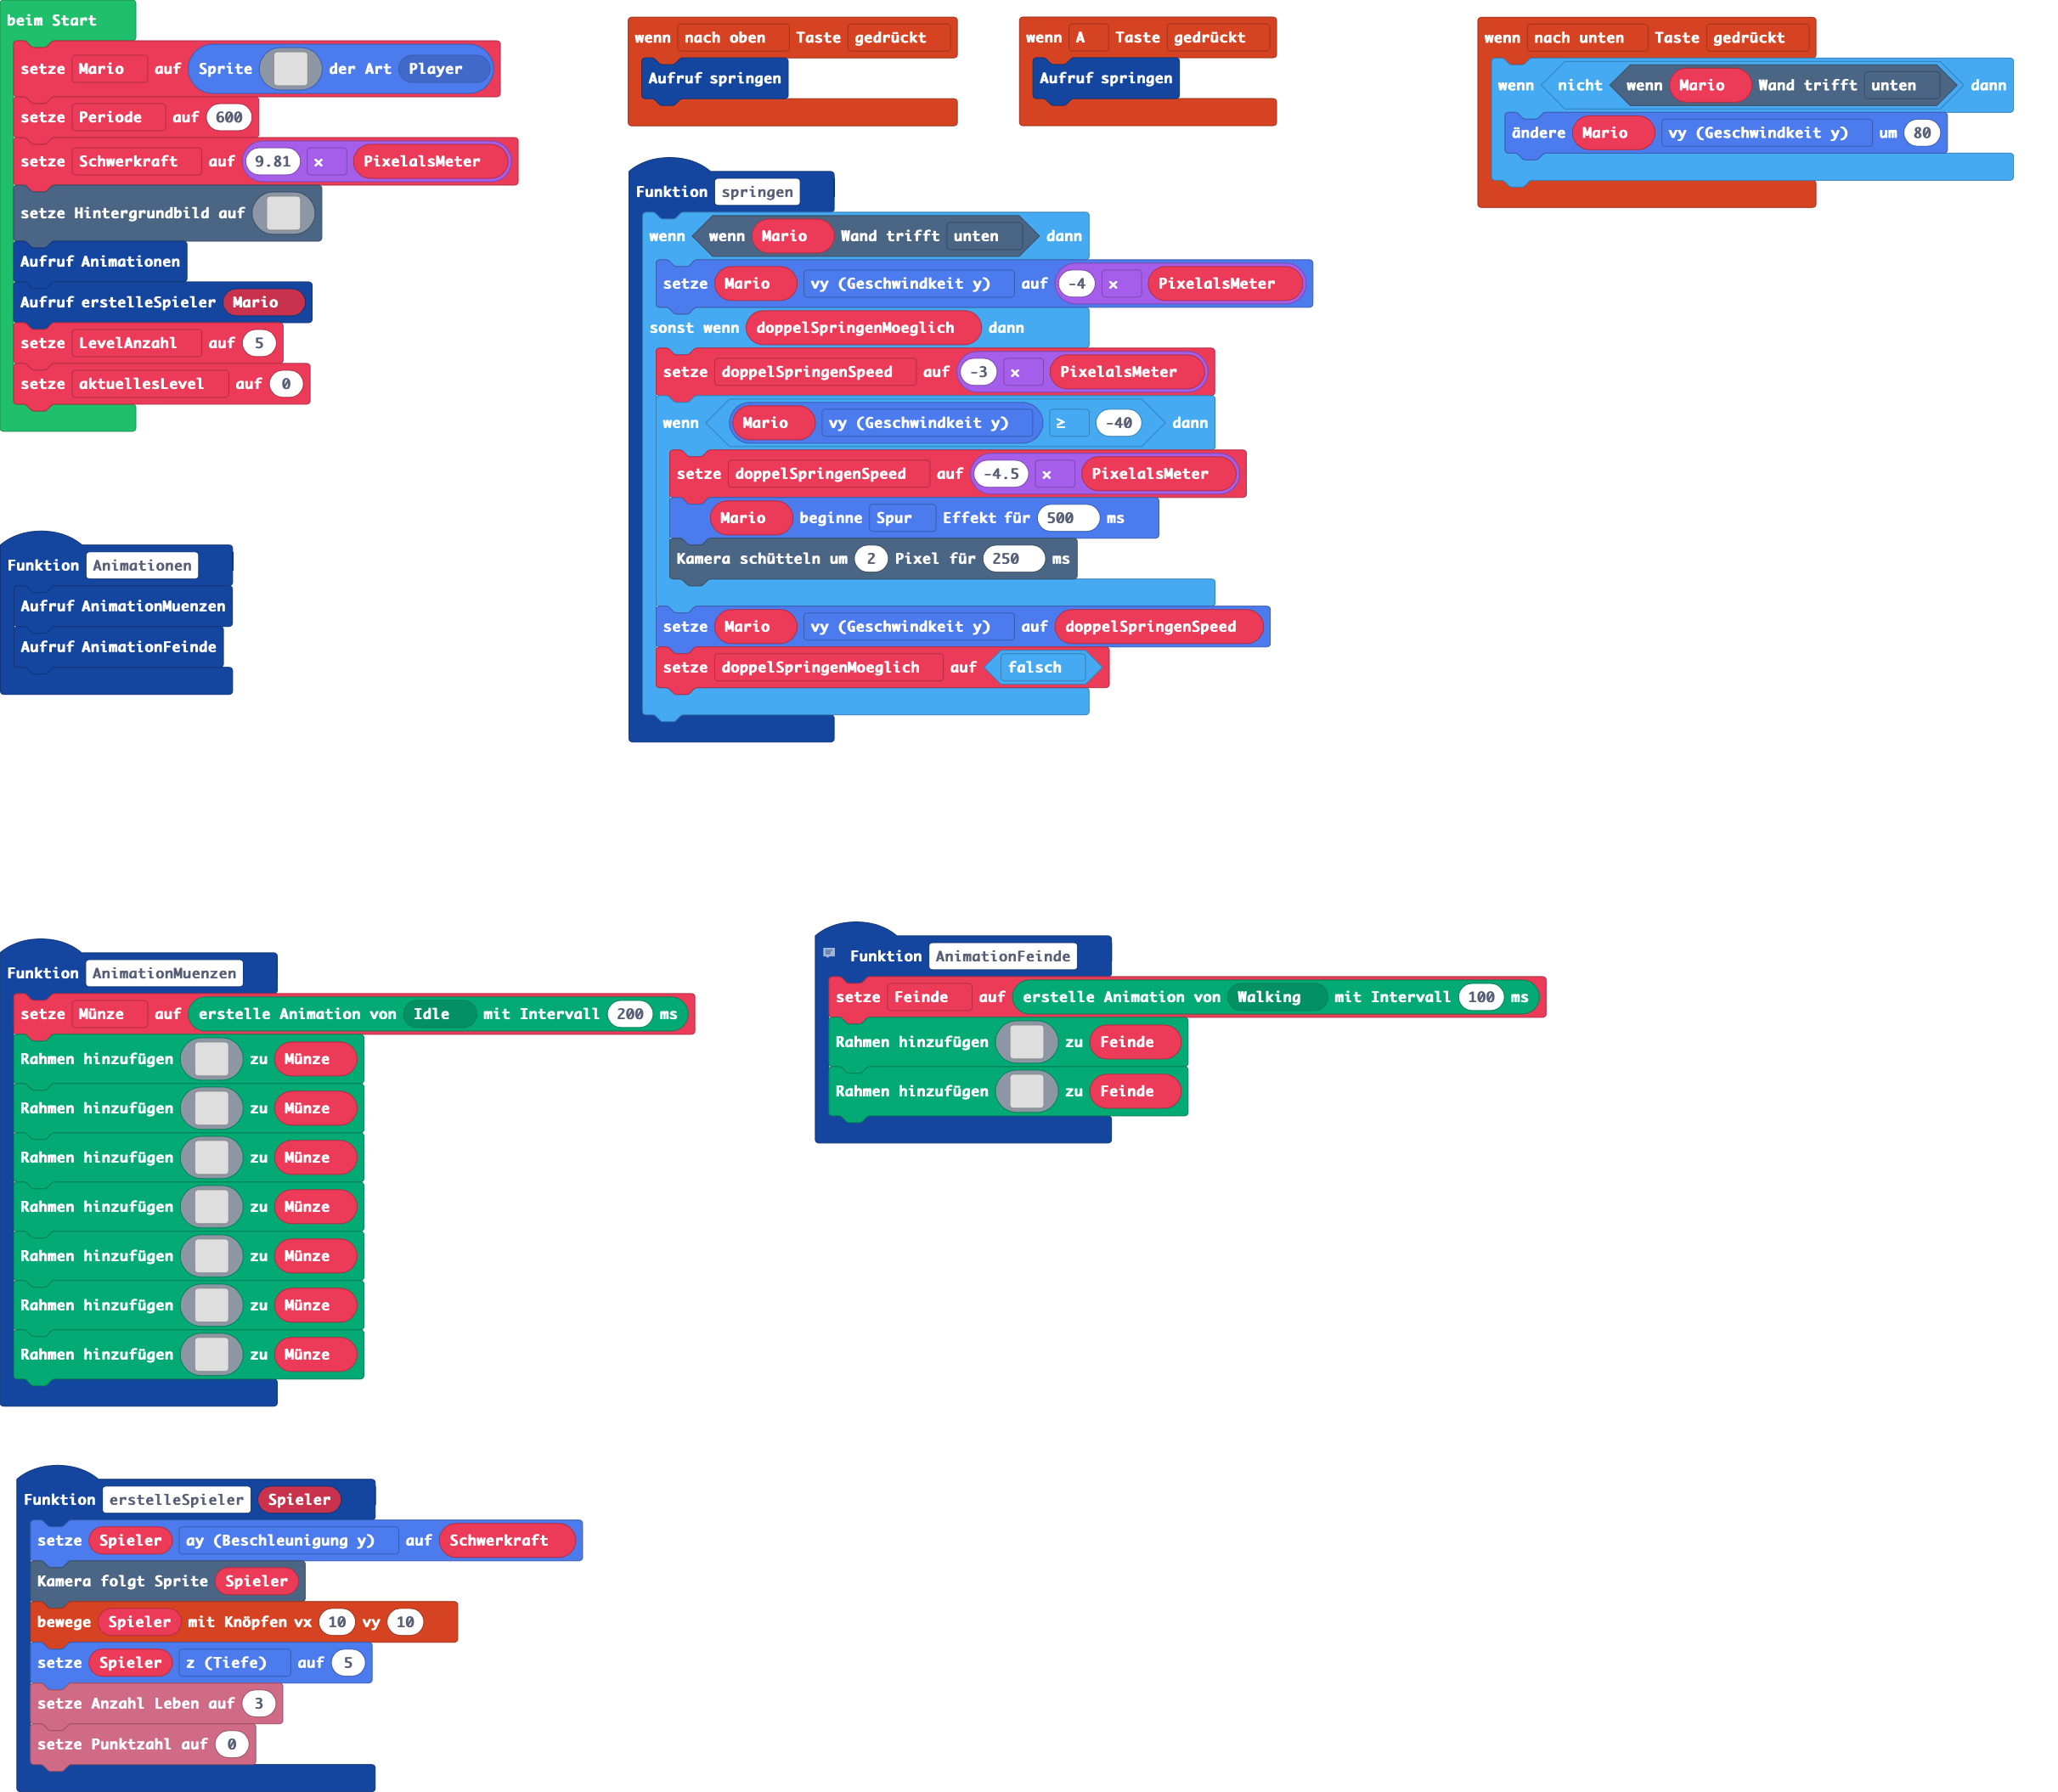 beim Start
setze Mario auf Sprite der Art Player
setze Periode auf 600
setze Schwerkraft auf 9.81 × PixelalsMeter
setze Hintergrundbild auf
Aufruf Animationen
Aufruf erstelleSpieler Mario
setze LevelAnzahl auf 5
setze aktuellesLevel auf 0
wenn nach oben Taste gedrückt
Aufruf springen
wenn A Taste gedrückt
Aufruf springen
wenn nach unten Taste gedrückt
wenn nicht wenn Mario Wand trifft unten dann
ändere Mario vy (Geschwindkeit y) um 80
Funktion springen
wenn wenn Mario Wand trifft unten dann
setze Mario vy (Geschwindkeit y) auf -4 × PixelalsMeter
sonst wenn doppelSpringenMoeglich dann
setze doppelSpringenSpeed auf -3 × PixelalsMeter
wenn Mario vy (Geschwindkeit y) ≥ -40 dann
setze doppelSpringenSpeed auf -4.5 × PixelalsMeter
Mario beginne Spur Effekt für 500 ms
Kamera schütteln um 2 Pixel für 250 ms
setze Mario vy (Geschwindkeit y) auf doppelSpringenSpeed
setze doppelSpringenMoeglich auf falsch
Funktion Animationen
Aufruf AnimationMuenzen
Aufruf AnimationFeinde
Funktion AnimationMuenzen
setze Münze auf erstelle Animation von Idle mit Intervall 200 ms
Rahmen hinzufügen zu Münze
Rahmen hinzufügen zu Münze
Rahmen hinzufügen zu Münze
Rahmen hinzufügen zu Münze
Rahmen hinzufügen zu Münze
Rahmen hinzufügen zu Münze
Rahmen hinzufügen zu Münze
Funktion AnimationFeinde
setze Feinde auf erstelle Animation von Walking mit Intervall 100 ms
Rahmen hinzufügen zu Feinde
Rahmen hinzufügen zu Feinde
Funktion erstelleSpieler Spieler
setze Spieler ay (Beschleunigung y) auf Schwerkraft
Kamera folgt Sprite Spieler
bewege Spieler mit Knöpfen vx 10 vy 10
setze Spieler z (Tiefe) auf 5
setze Anzahl Leben auf 3
setze Punktzahl auf 0